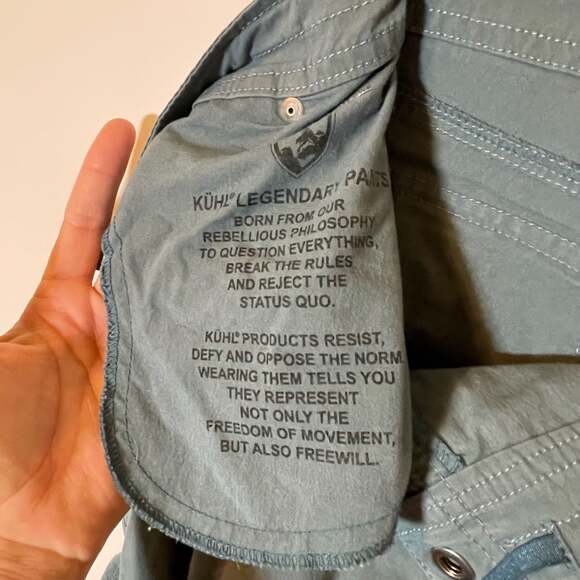 KÜHL® LEGENDARY PANTS
BORN FROM OUR
REBELLIOUS PHILOSOPHY
TO QUESTION EVERYTHING,
BREAK THE RULES
AND REJECT THE
STATUS QUO.
KÜHL® PRODUCTS RESIST,
DEFY AND OPPOSE THE NORM.
WEARING THEM TELLS YOU
THEY REPRESENT
NOT ONLY THE
FREEDOM OF MOVEMENT,
BUT ALSO FREEWILL.